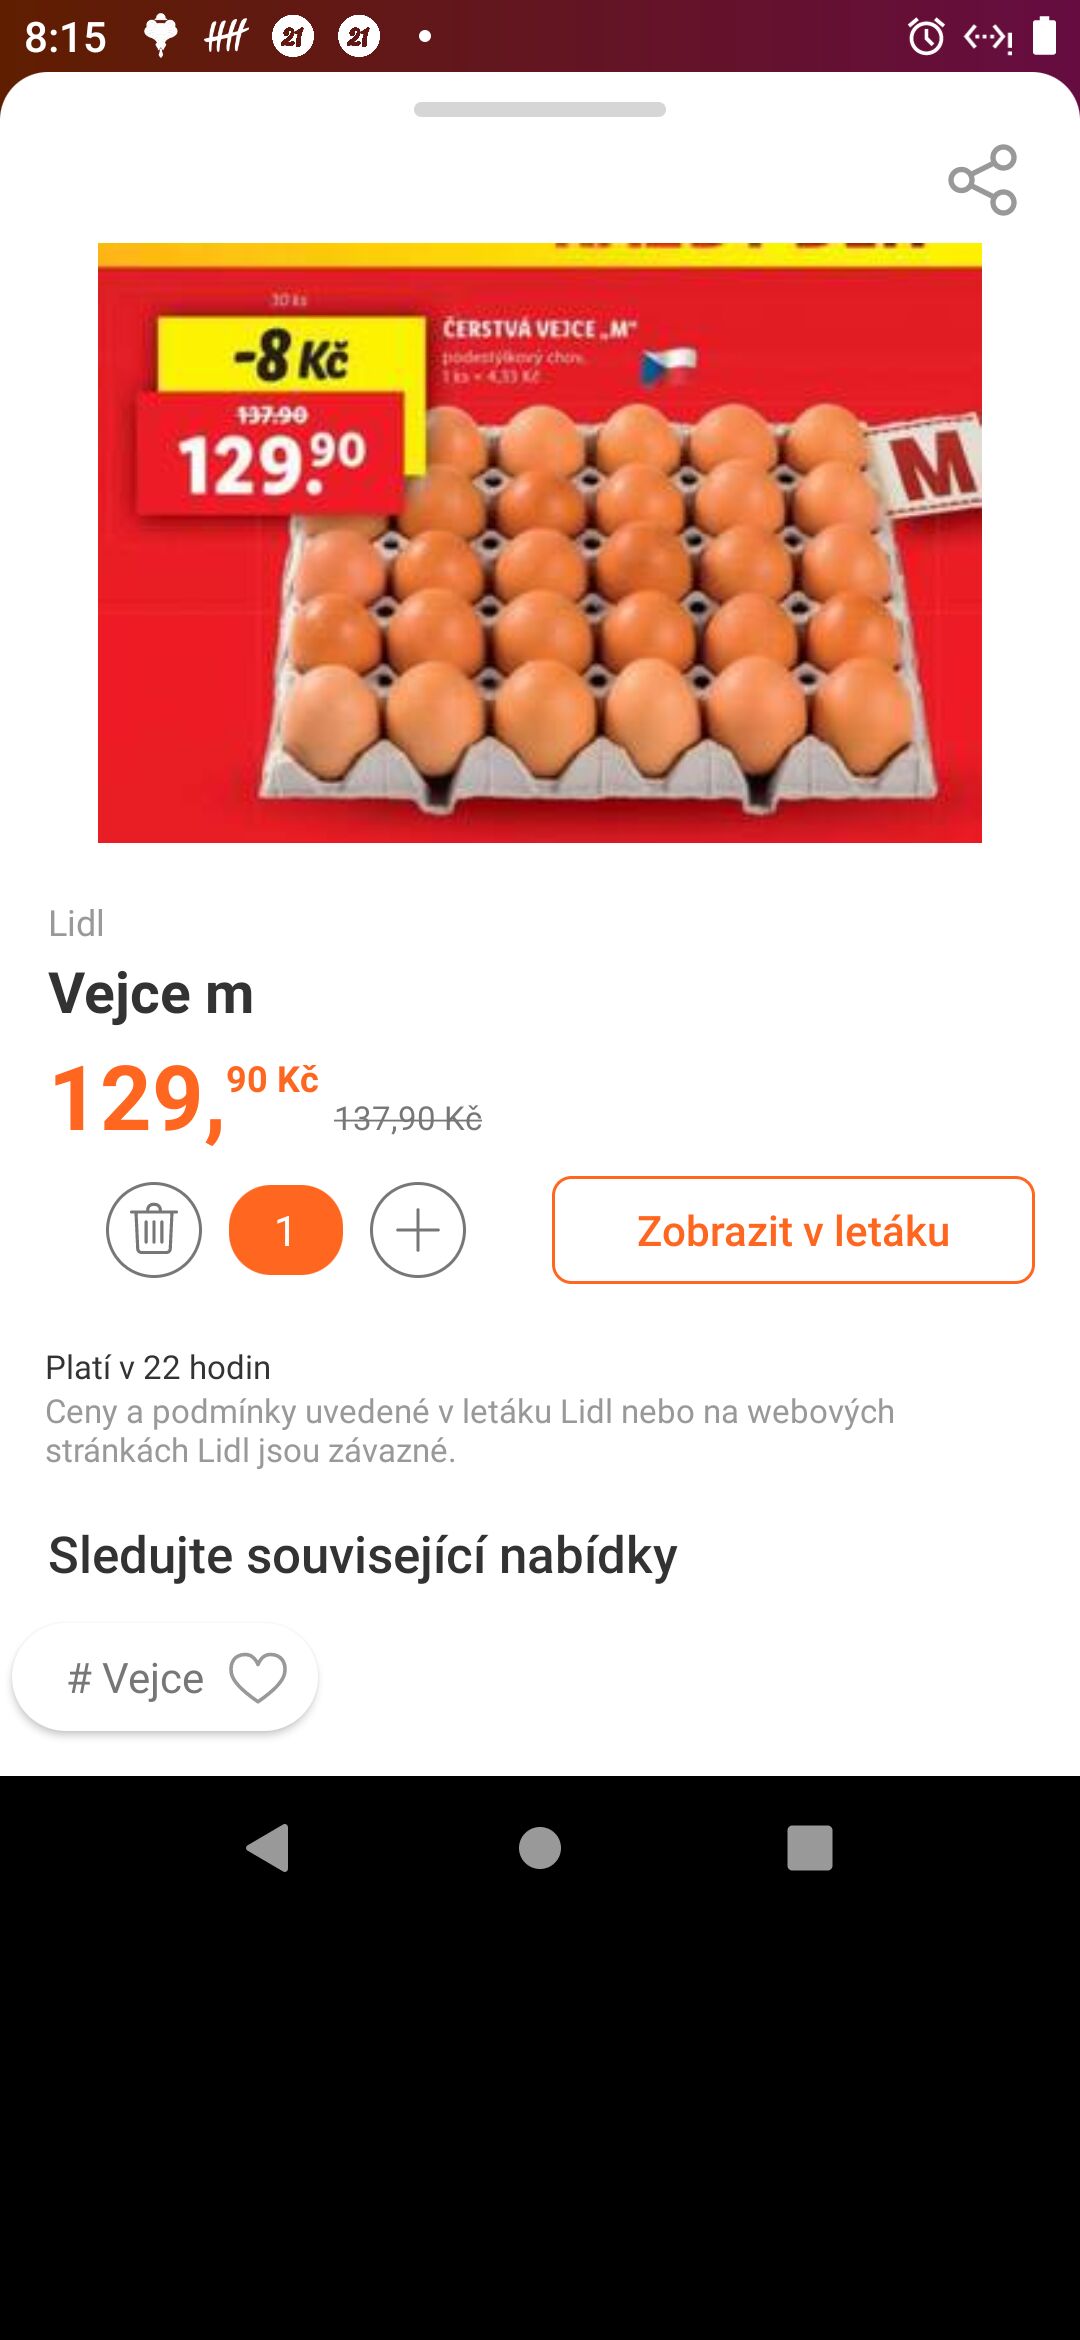 8:15
21 21
30 ks
-8 Kč
137.90
129.90
ČERSTVÁ VEJCE „M"
podestýlkový chov,
1 ks = 4,33 Kč
M
Lidl
Vejce m
129,90 Kč 137,90 Kč
1
Zobrazit v letáku
Platí v 22 hodin
Ceny a podmínky uvedené v letáku Lidl nebo na webových
stránkách Lidl jsou závazné.
Sledujte související nabídky
# Vejce